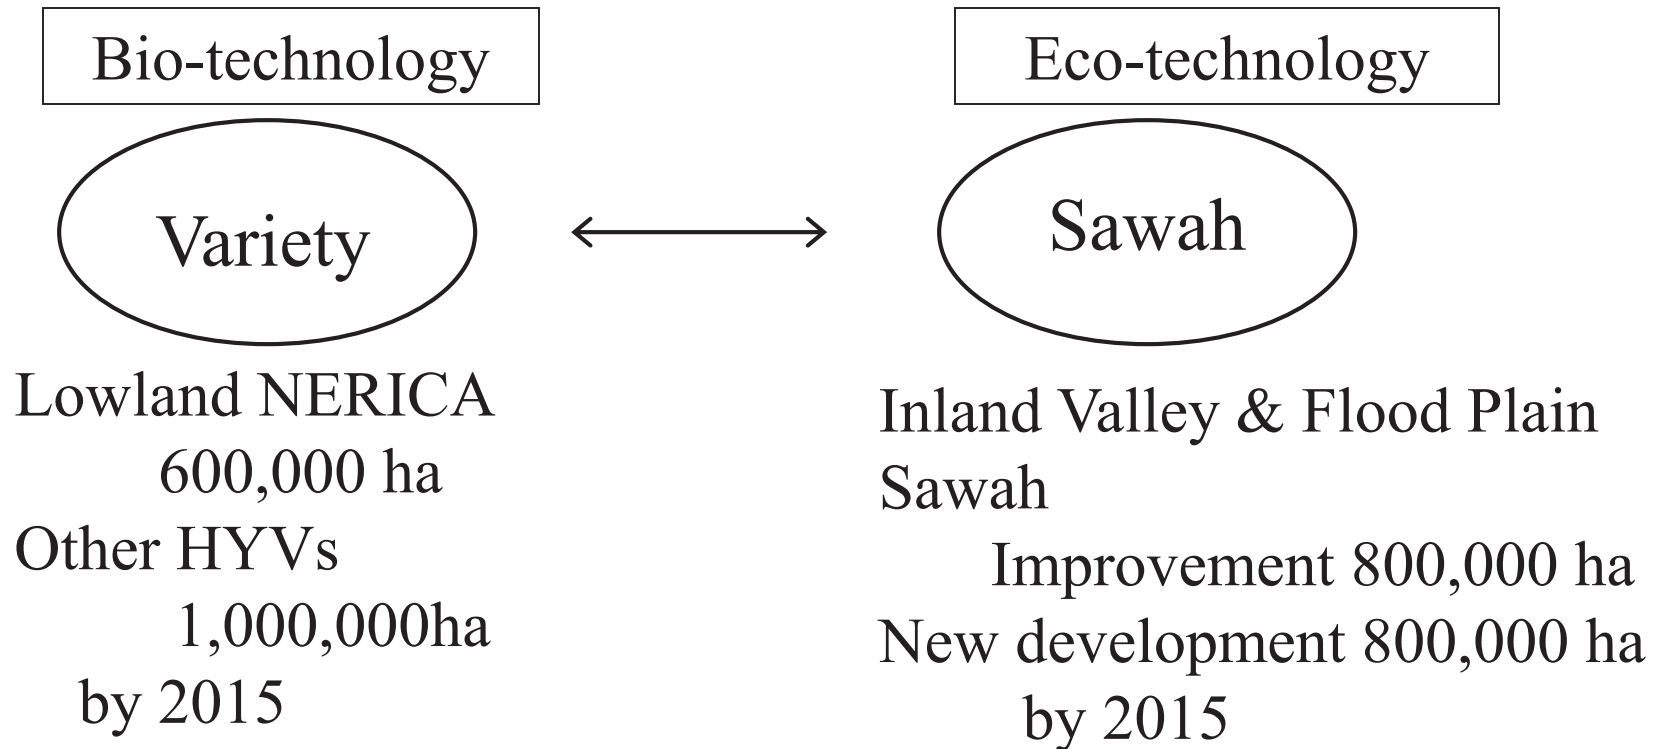 Bio-technology
Variety
Lowland NERICA
600,000 ha
Other HYVs
1,000,000ha
by 2015
Eco-technology
Sawah
Inland Valley & Flood Plain
Sawah
Improvement 800,000 ha
New development 800,000 ha
by 2015